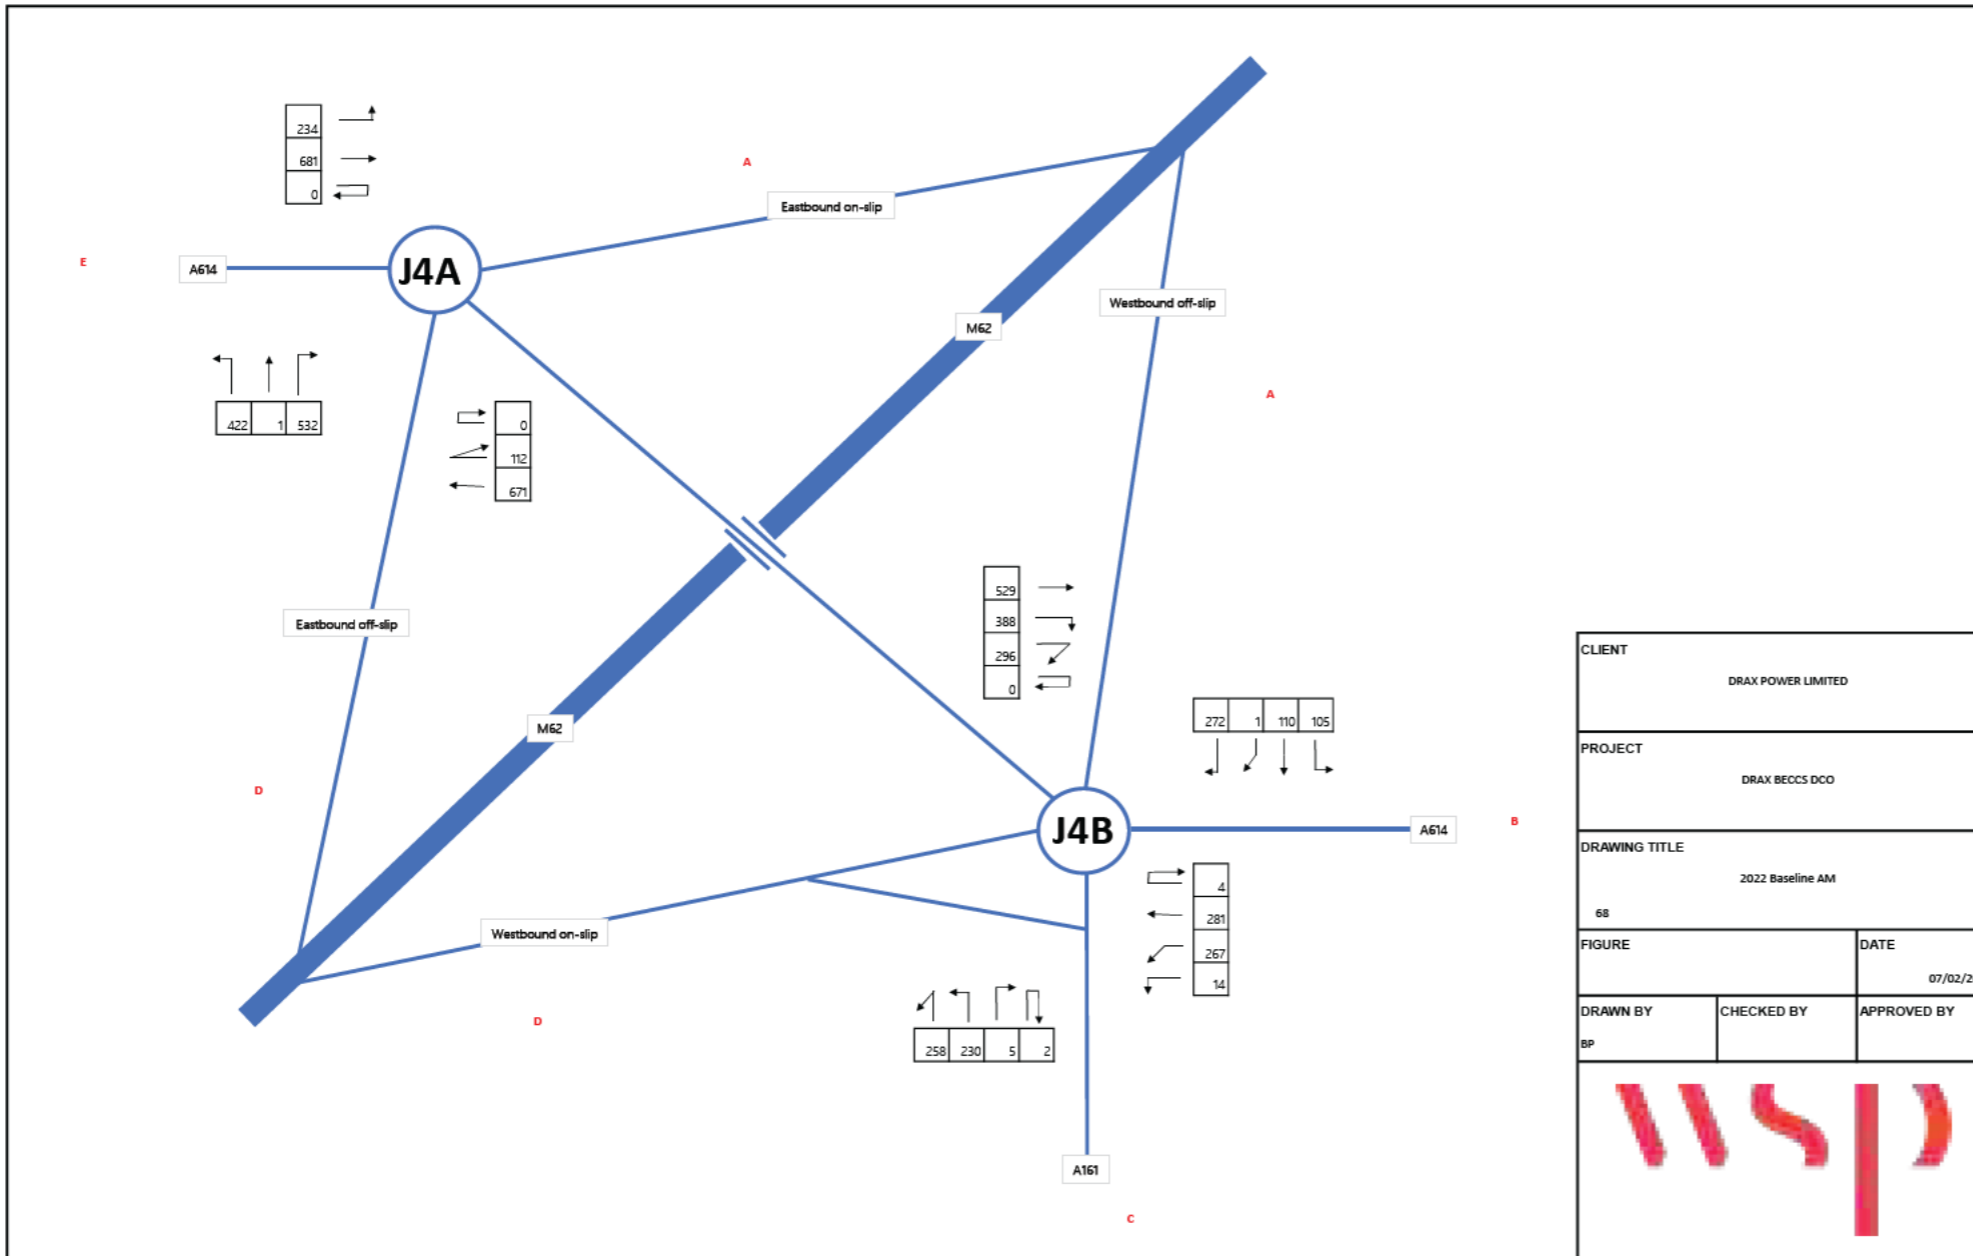 234
681
0
A
Eastbound on-slip
E
A614
J4A
Westbound off-slip
M62
A
422 1 532
0
112
671
529
388
296
0
Eastbound off-slip
M62
272 1 110 105
D
J4B
A614
B
4
281
267
14
Westbound on-slip
D
258 230 5 2
A161
C
CLIENT
DRAX POWER LIMITED
PROJECT
DRAX BECCS DCO
DRAWING TITLE
2022 Baseline AM
68
FIGURE DATE
07/02/2
DRAWN BY CHECKED BY APPROVED BY
BP
wsp